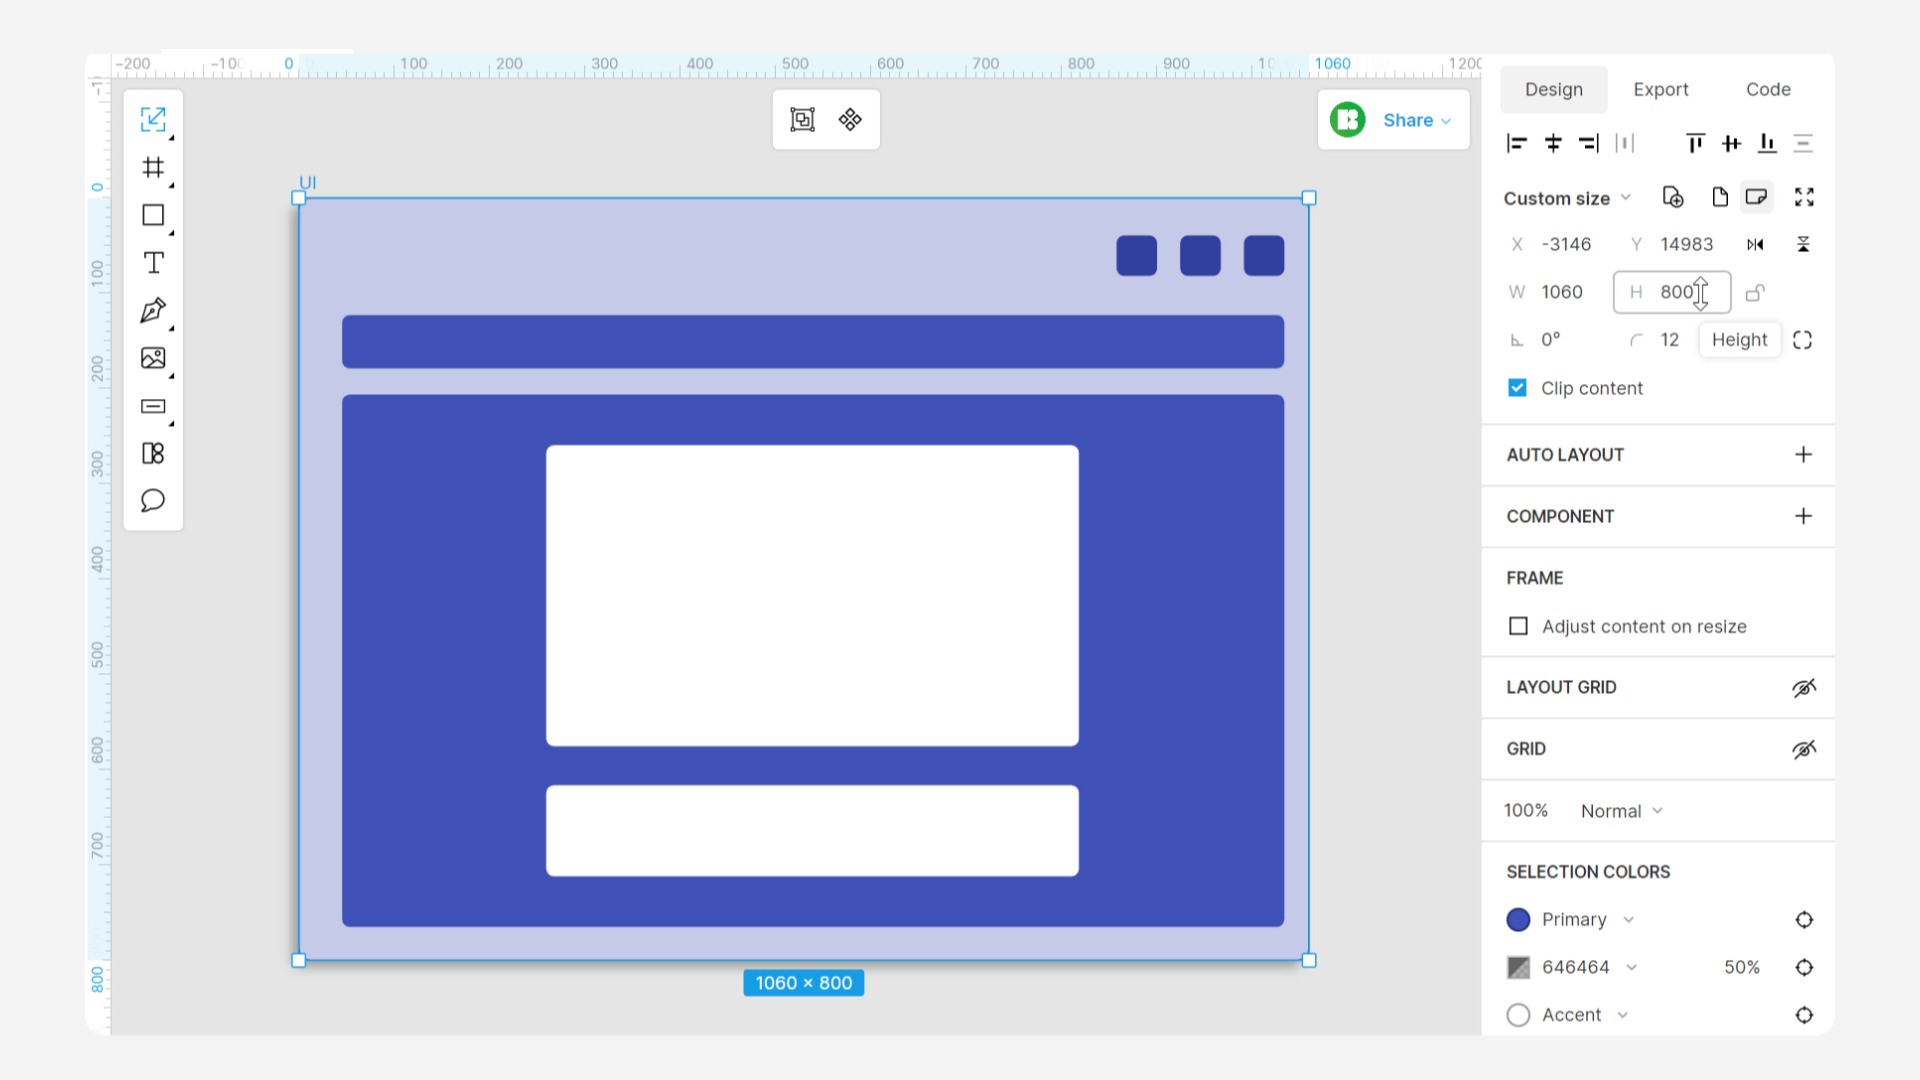 -200 -100 0 100 200 300 400 500 600 700 800 900 1060 1200
0
100
200
300
400
500
600
700
800
Share
UI
1060 × 800
Design Export Code
Custom size
X -3146 Y 14983
W 1060 H 800
0° 12 Height
Clip content
AUTO LAYOUT
COMPONENT
FRAME
Adjust content on resize
LAYOUT GRID
GRID
100% Normal
SELECTION COLORS
Primary
646464 50%
Accent